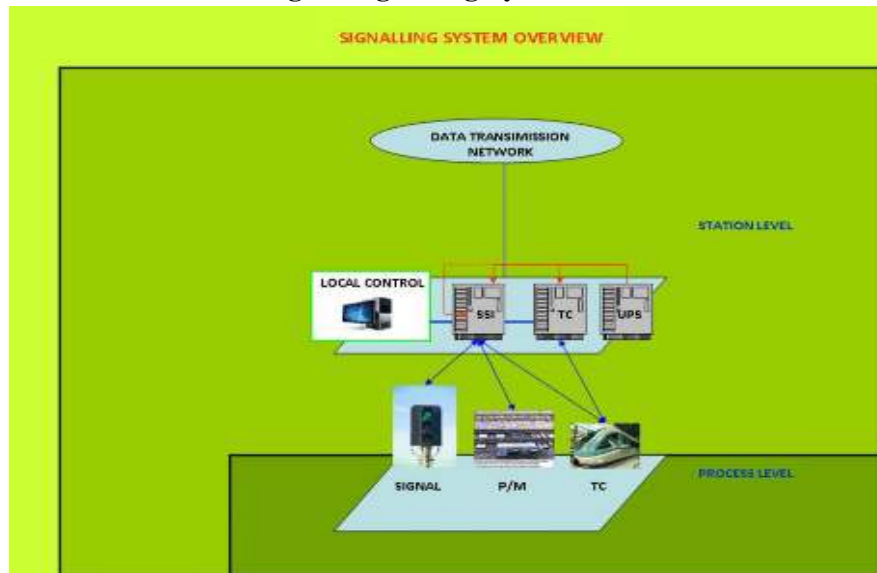 SIGNALLING SYSTEM OVERVIEW
DATA TRANSIMISSION
NETWORK
STATION LEVEL
LOCAL CONTROL
SSI
TC
UPS
PROCESS LEVEL
SIGNAL
P/M
TC